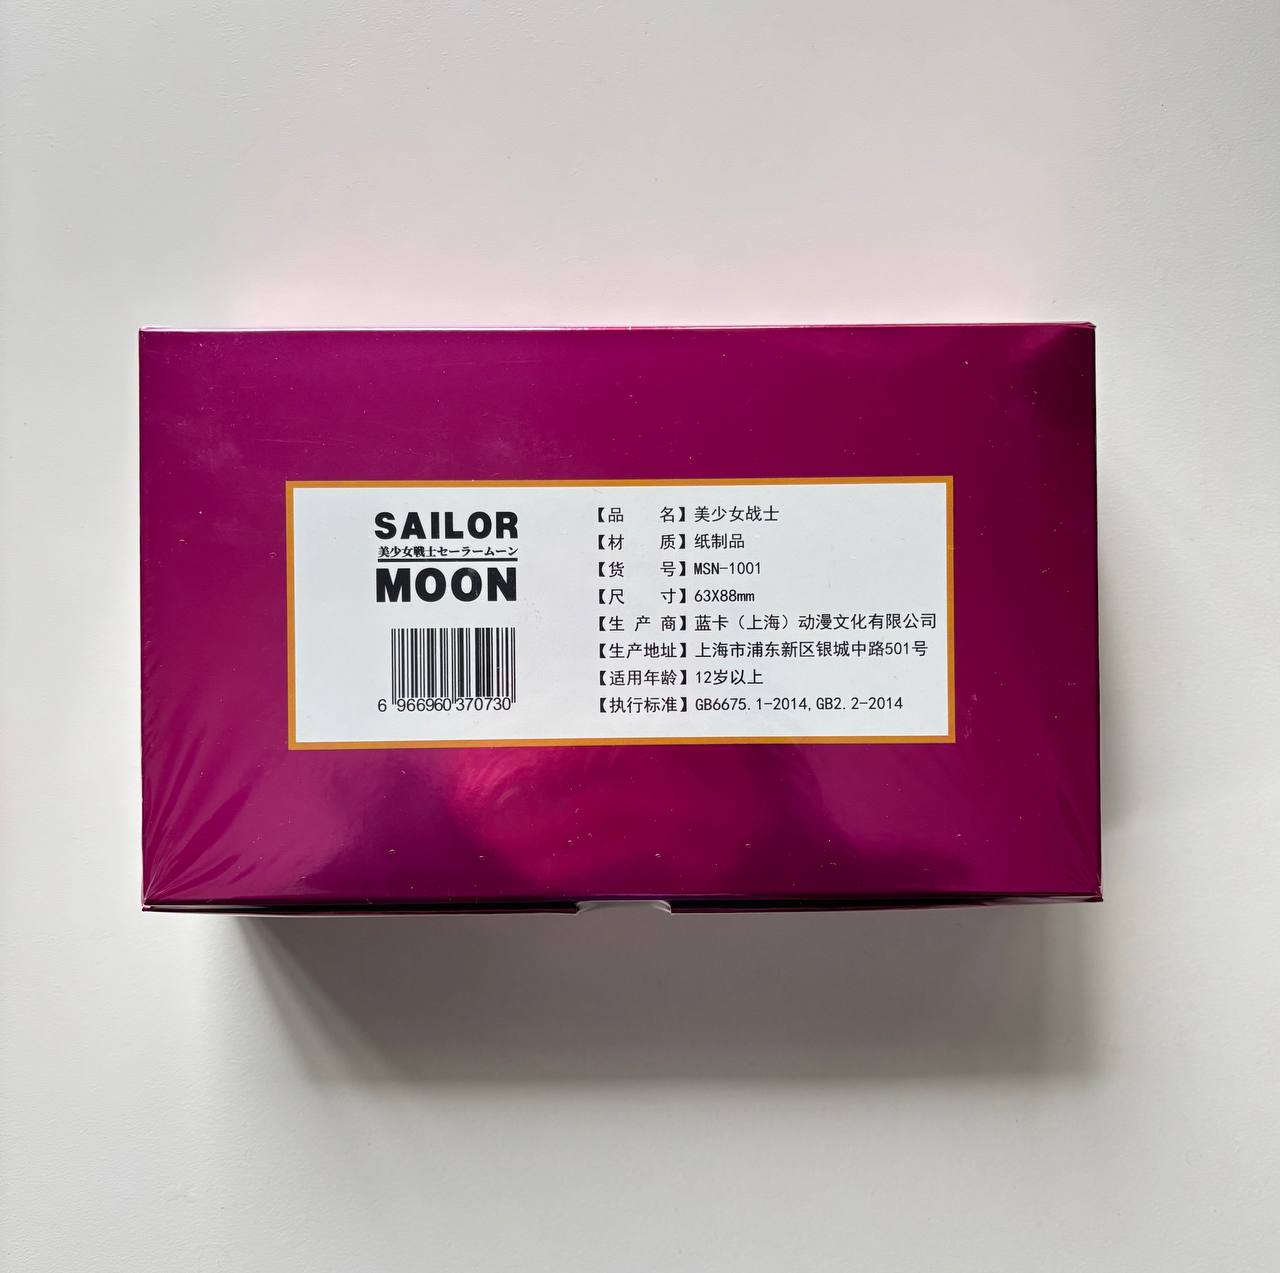 SAILOR
美少女戦士セーラームーン
MOON
6 966960 370730
【品 名】美少女战士
【材 质】纸制品
【货 号】MSN-1001
【尺 寸】63X88mm
【生 产 商】蓝卡（上海）动漫文化有限公司
【生产地址】上海市浦东新区银城中路501号
【适用年龄】12岁以上
【执行标准】GB6675.1-2014,GB2.2-2014